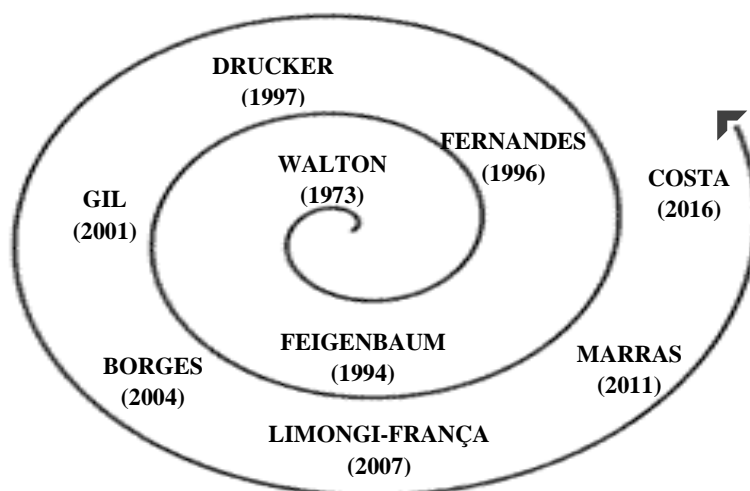 DRUCKER
(1997)
FERNANDES
(1996)
WALTON
(1973)
COSTA
(2016)
GIL
(2001)
FEIGENBAUM
(1994)
MARRAS
(2011)
BORGES
(2004)
LIMONGI-FRANÇA
(2007)